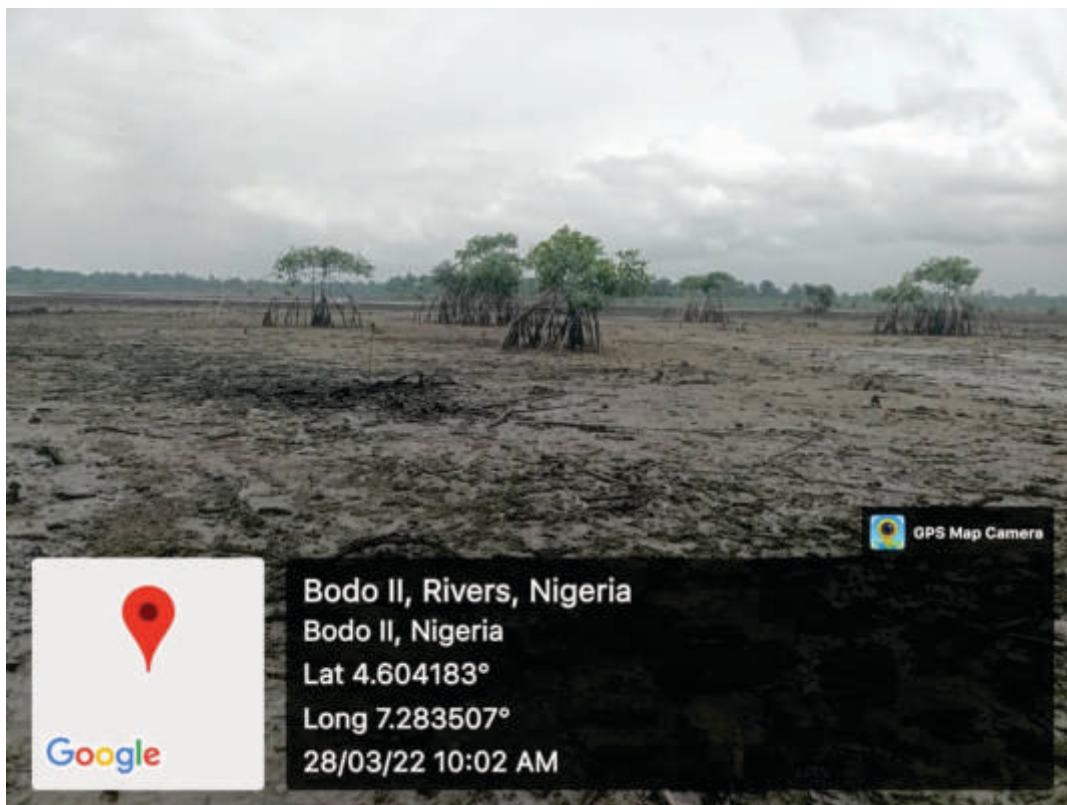 GPS Map Camera
Bodo II, Rivers, Nigeria
Bodo II, Nigeria
Lat 4.604183°
Long 7.283507°
28/03/22 10:02 AM
Google